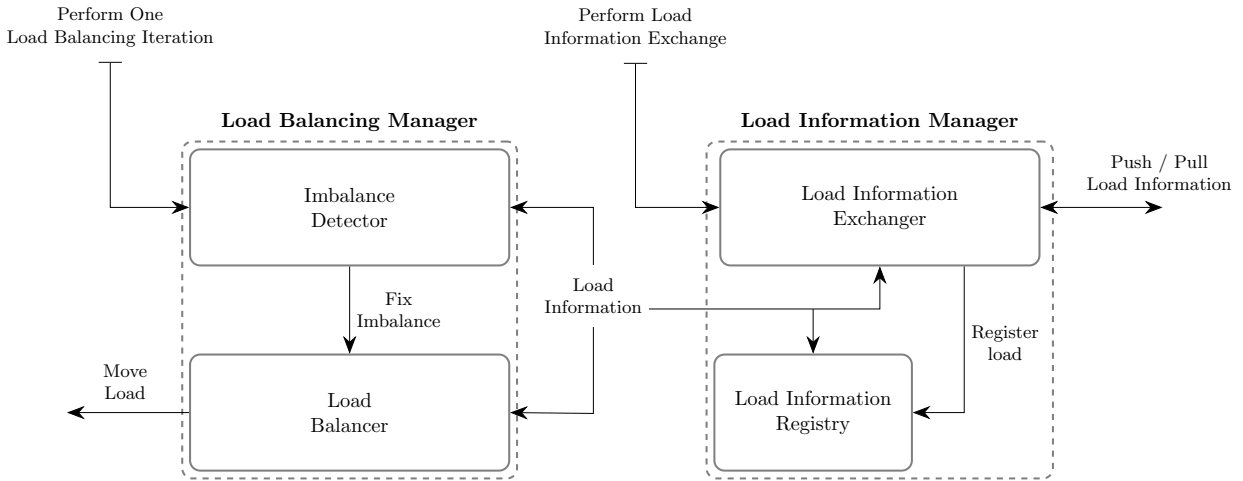 Perform One
Load Balancing Iteration
Perform Load
Information Exchange
Load Balancing Manager
Load Information Manager
Imbalance
Detector
Load Information
Exchanger
Push / Pull
Load Information
Fix
Imbalance
Load
Information
Register
load
Move
Load
Load
Balancer
Load Information
Registry